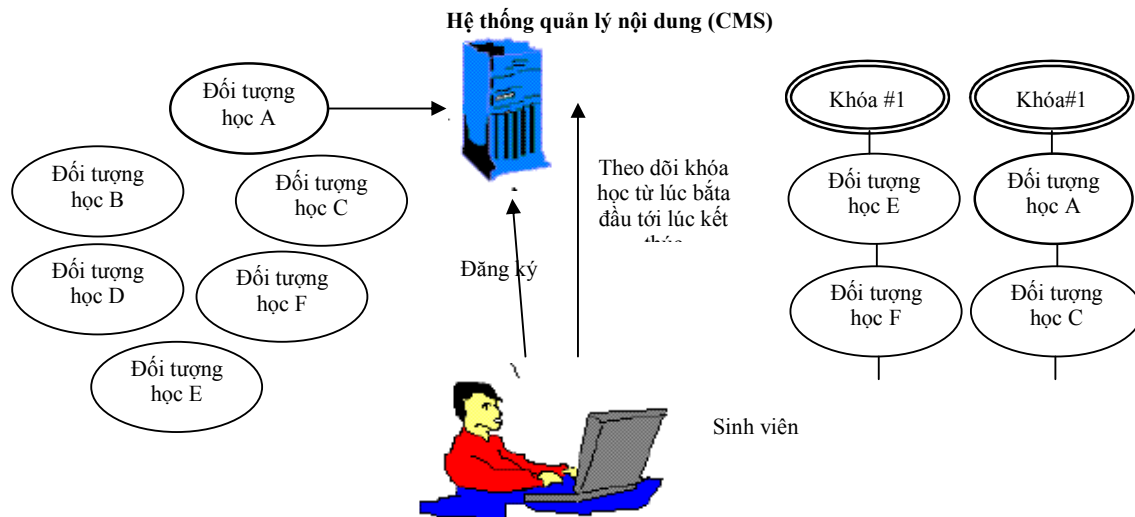 Hệ thống quản lý nội dung (CMS)
Đối tượng
học A
Đối tượng
học B
Đối tượng
học C
Đối tượng
học D
Đối tượng
học F
Đối tượng
học E
Theo dõi khóa
học từ lúc bắta
đầu tới lúc kết
thúc
Đăng ký
Sinh viên
Khóa #1
Đối tượng
học E
Đối tượng
học F
Khóa#1
Đối tượng
học A
Đối tượng
học C